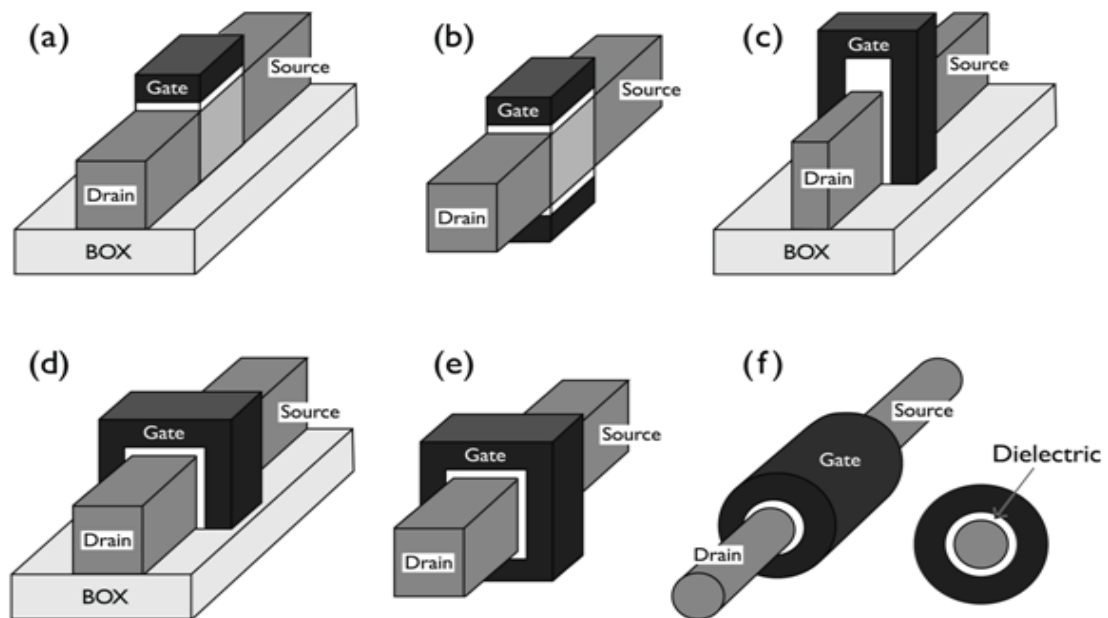 (a)
Gate
Source
Drain
BOX
(b)
Gate
Source
Drain
(c)
Gate
Source
Drain
BOX
(d)
Gate
Source
Drain
BOX
(e)
Gate
Source
Drain
(f)
Source
Gate
Drain
Dielectric